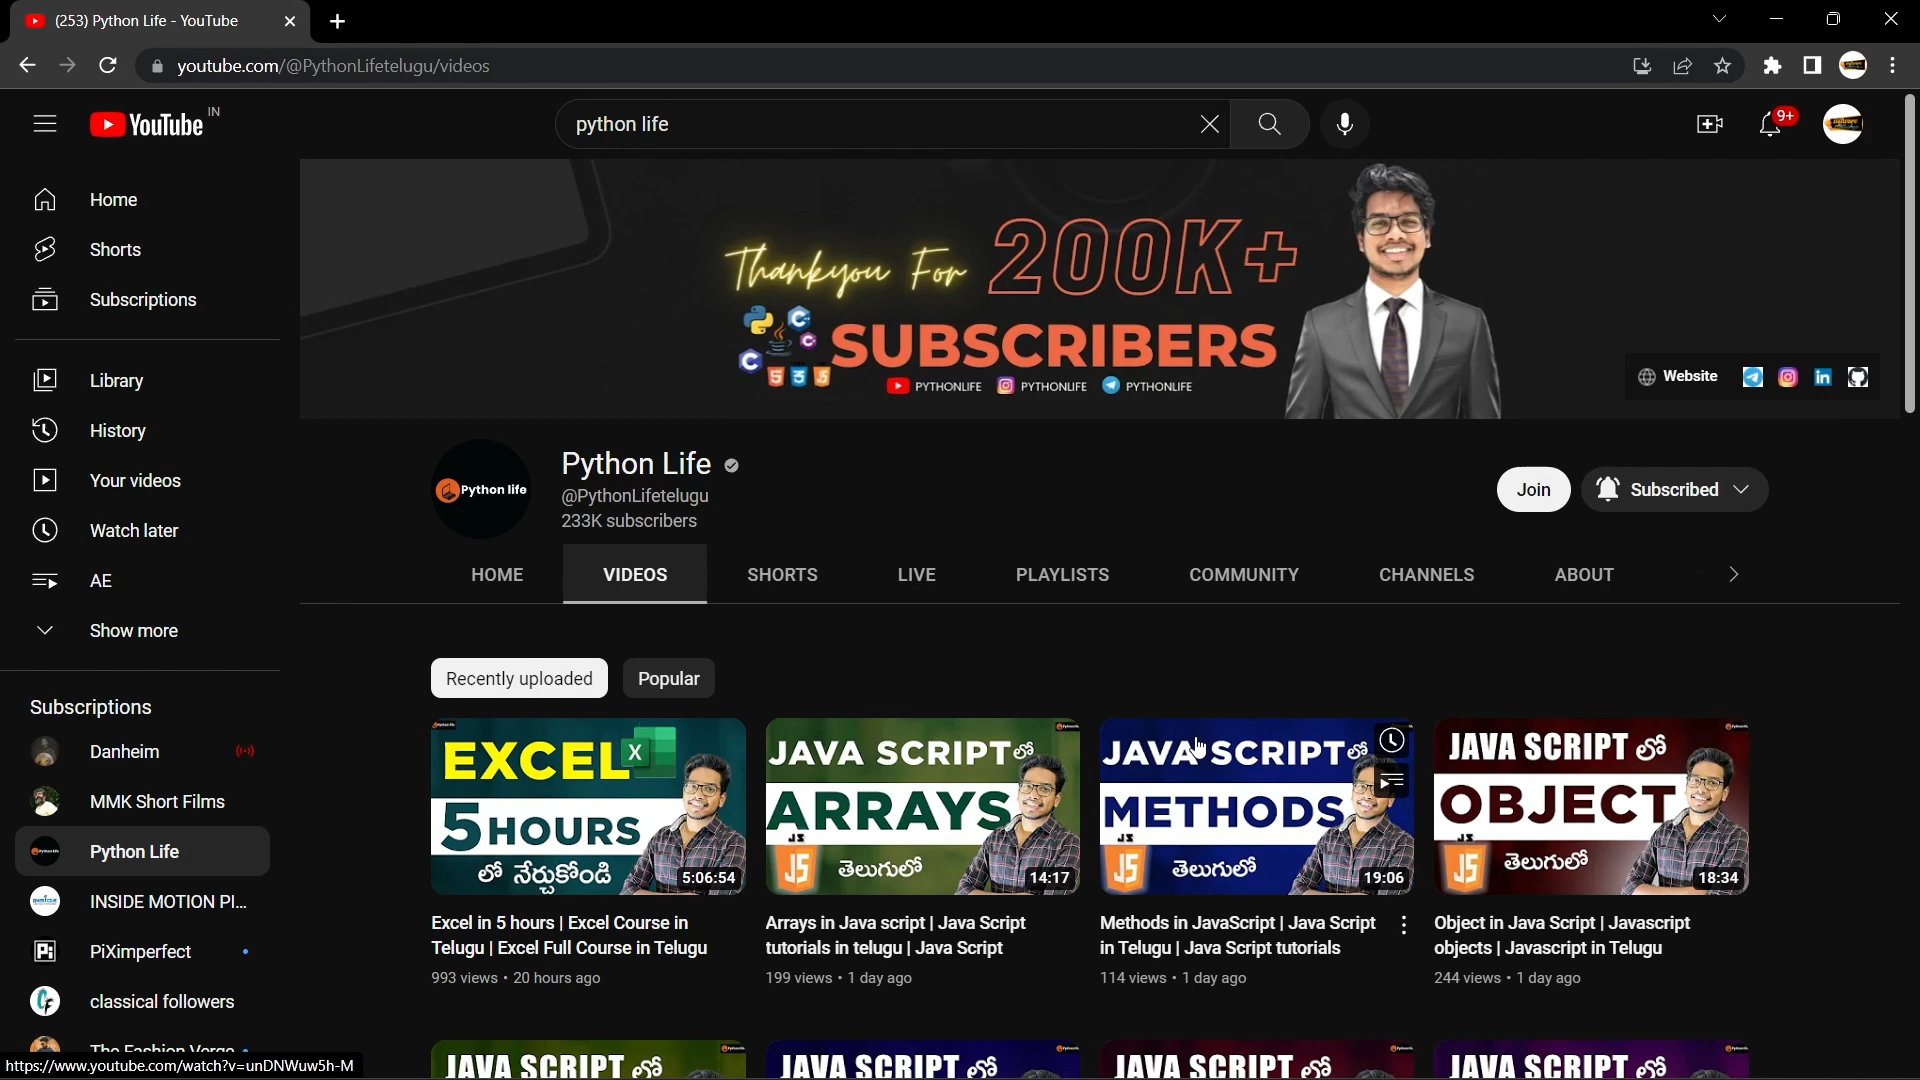 (253) Python Life - YouTube
youtube.com/@PythonLifetelugu/videos
YouTube IN
python life
9+
Home
Shorts
Subscriptions
Library
History
Your videos
Watch later
AE
Show more
Subscriptions
Danheim
MMK Short Films
Python Life
INSIDE MOTION PI...
PiXimperfect
classical followers
Thankyou For 200K+
SUBSCRIBERS
PYTHONLIFE PYTHONLIFE PYTHONLIFE
Website
Python life
Python Life
@PythonLifetelugu
233K subscribers
Join
Subscribed
HOME VIDEOS SHORTS LIVE PLAYLISTS COMMUNITY CHANNELS ABOUT
Recently uploaded Popular
EXCEL
5 HOURS
లో నేర్చుకోండి
5:06:54
Excel in 5 hours | Excel Course in
Telugu | Excel Full Course in Telugu
993 views • 20 hours ago
JAVA SCRIPT లో
ARRAYS
JS
తెలుగులో
14:17
Arrays in Java script | Java Script
tutorials in telugu | Java Script
199 views • 1 day ago
JAVA SCRIPT లో
METHODS
JS
తెలుగులో
19:06
Methods in JavaScript | Java Script
in Telugu | Java Script tutorials
114 views • 1 day ago
JAVA SCRIPT లో
OBJECT
JS
తెలుగులో
18:34
Object in Java Script | Javascript
objects | Javascript in Telugu
244 views • 1 day ago
JAVA SCRIPT లో
JAVA SCRIPT లో
JAVA SCRIPT లో
JAVA SCRIPT లో
https://www.youtube.com/watch?v=unDNWuw5h-M